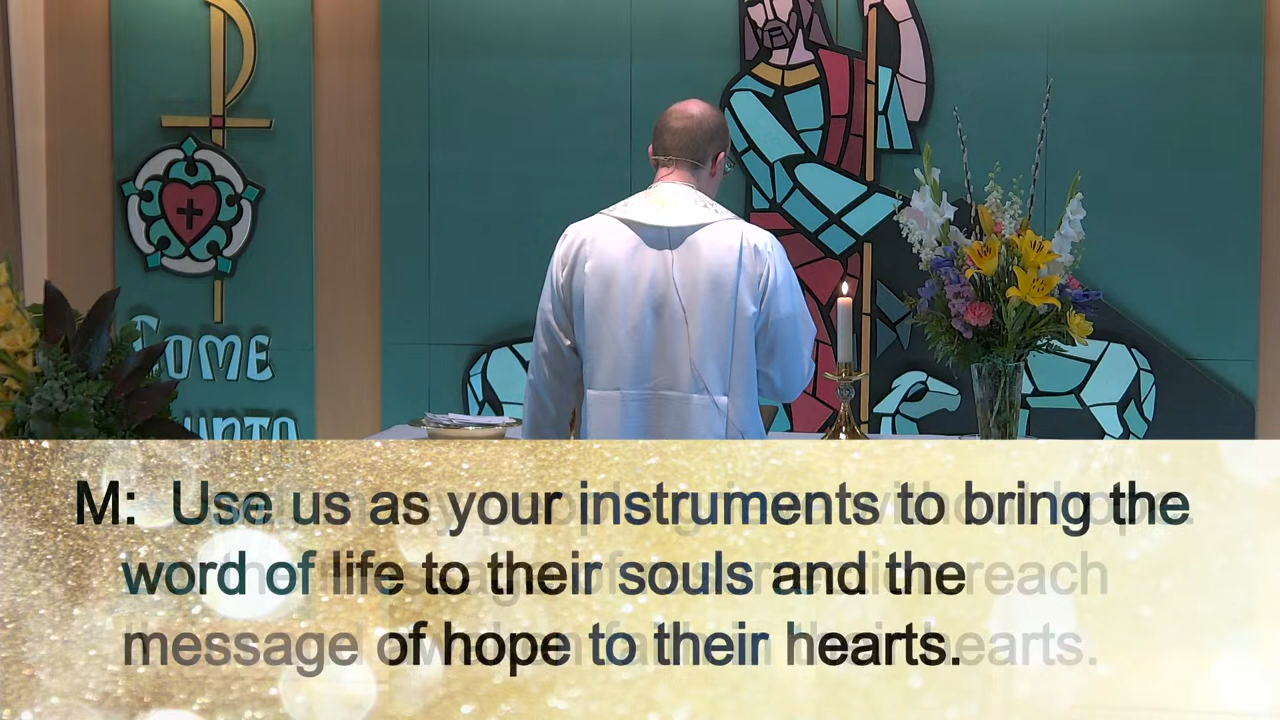 COME
UNTO
M: Use us as your instruments to bring the
word of life to their souls and the
message of hope to their hearts.